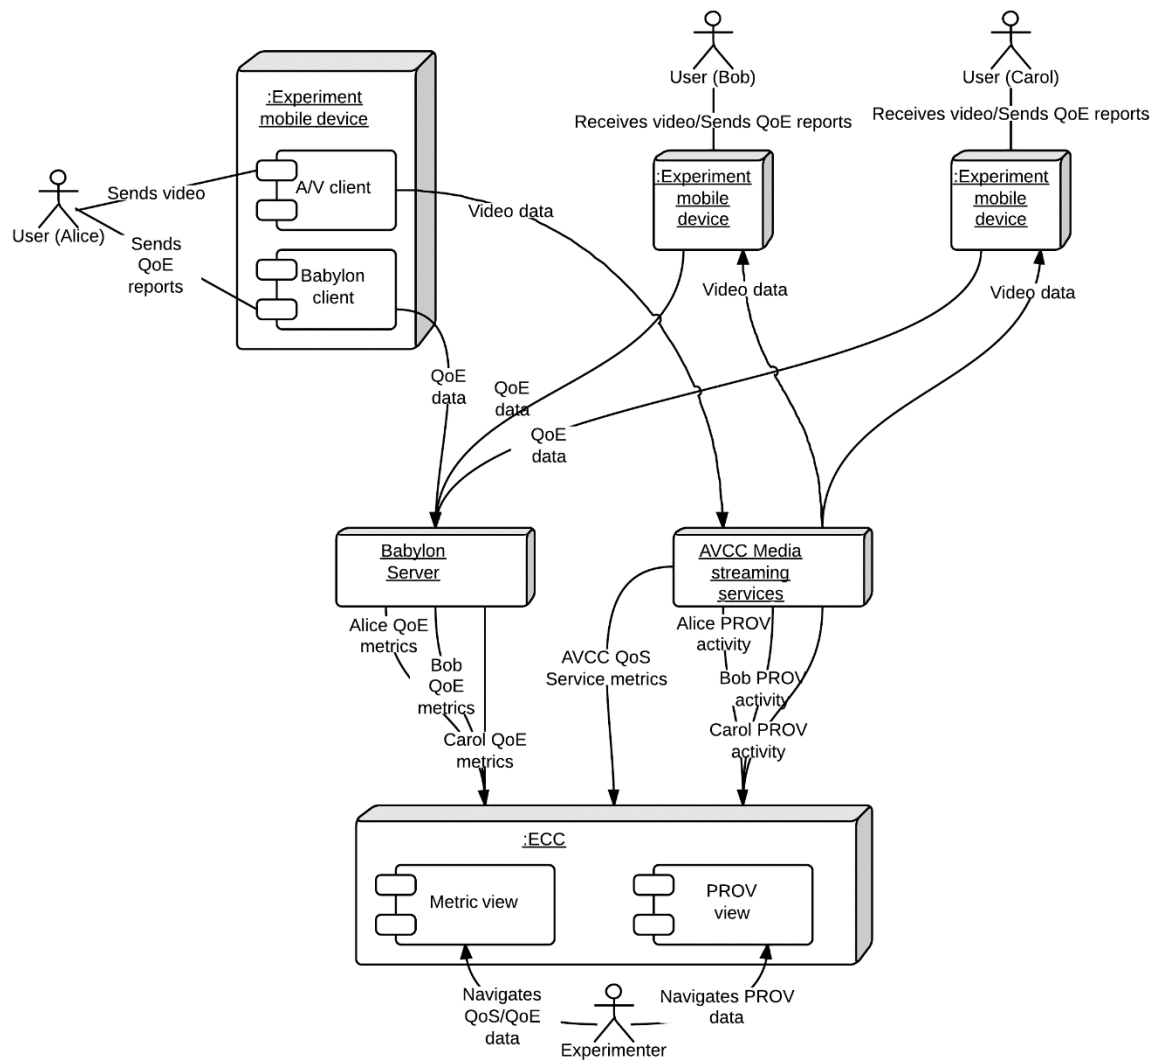 User (Bob)
User (Carol)
Receives video/Sends QoE reports
Receives video/Sends QoE reports
:Experiment
mobile device
A/V client
Babylon
client
Sends video
User (Alice)
Sends
QoE
reports
:Experiment
mobile
device
:Experiment
mobile
device
Video data
Video data
Video data
QoE
data
QoE
data
QoE
data
Babylon
Server
AVCC Media
streaming
services
Alice QoE
metrics
Bob
QoE
metrics
Carol QoE
metrics
AVCC QoS
Service metrics
Alice PROV
activity
Bob PROV
activity
Carol PROV
activity
:ECC
Metric view
PROV
view
Navigates
QoS/QoE
data
Navigates PROV
data
Experimenter